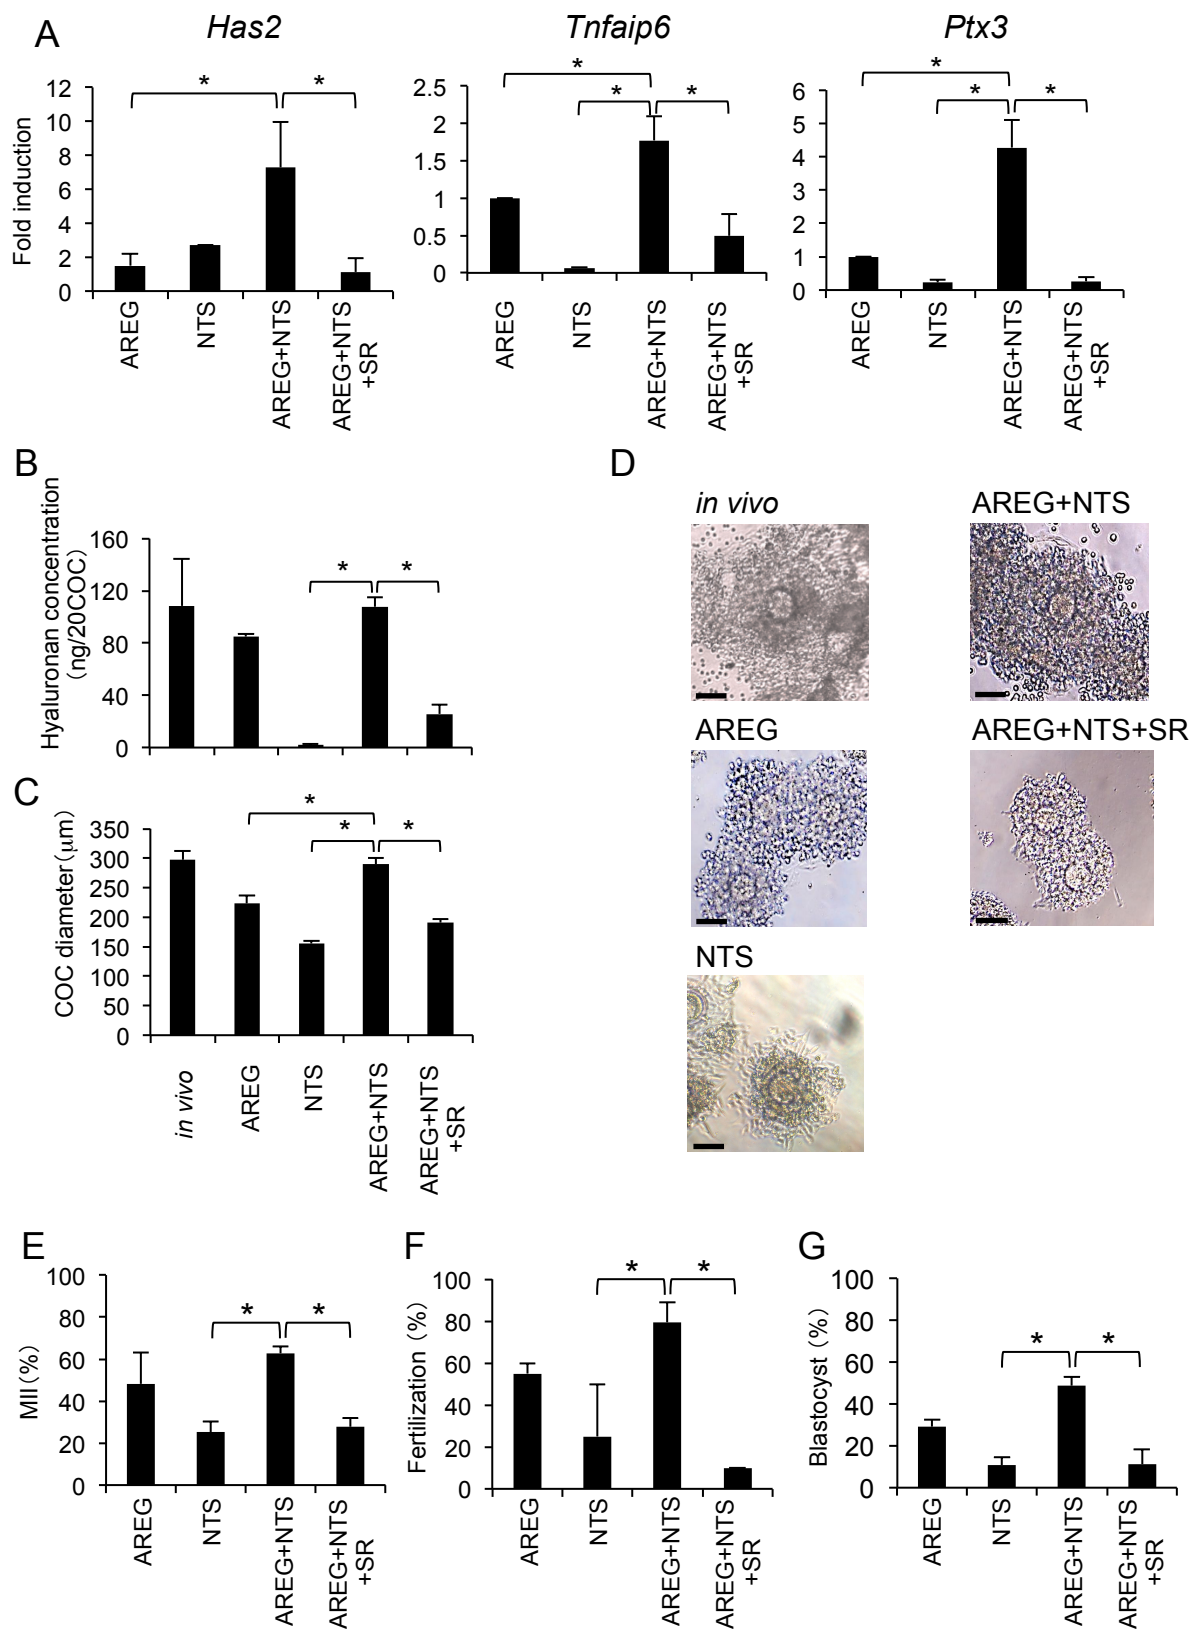 A
Has2
Tnfaip6
Ptx3
Fold induction
12
10
8
6
4
2
0
* *
AREG
NTS
AREG+NTS
AREG+NTS
+SR
2.5
2
1.5
1
0.5
0
*
* *
AREG
NTS
AREG+NTS
AREG+NTS
+SR
6
5
4
3
2
1
0
*
* *
AREG
NTS
AREG+NTS
AREG+NTS
+SR
B
Hyaluronan concentration
(ng/20COC)
160
120
80
40
0
* *
C
COC diameter(μm)
350
300
250
200
150
100
50
0
*
* *
in vivo
AREG
NTS
AREG+NTS
AREG+NTS
+SR
D
in vivo
AREG+NTS
AREG
AREG+NTS+SR
NTS
E
MII(%)
100
80
60
40
20
0
* *
AREG
NTS
AREG+NTS
AREG+NTS
+SR
F
Fertilization (%)
100
80
60
40
20
0
* *
AREG
NTS
AREG+NTS
AREG+NTS
+SR
G
Blastocyst (%)
100
80
60
40
20
0
* *
AREG
NTS
AREG+NTS
AREG+NTS
+SR